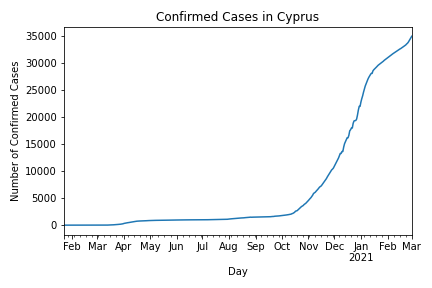 Confirmed Cases in Cyprus
Number of Confirmed Cases
35000
30000
25000
20000
15000
10000
5000
0
Feb Mar Apr May Jun Jul Aug Sep Oct Nov Dec Jan Feb Mar
2021
Day